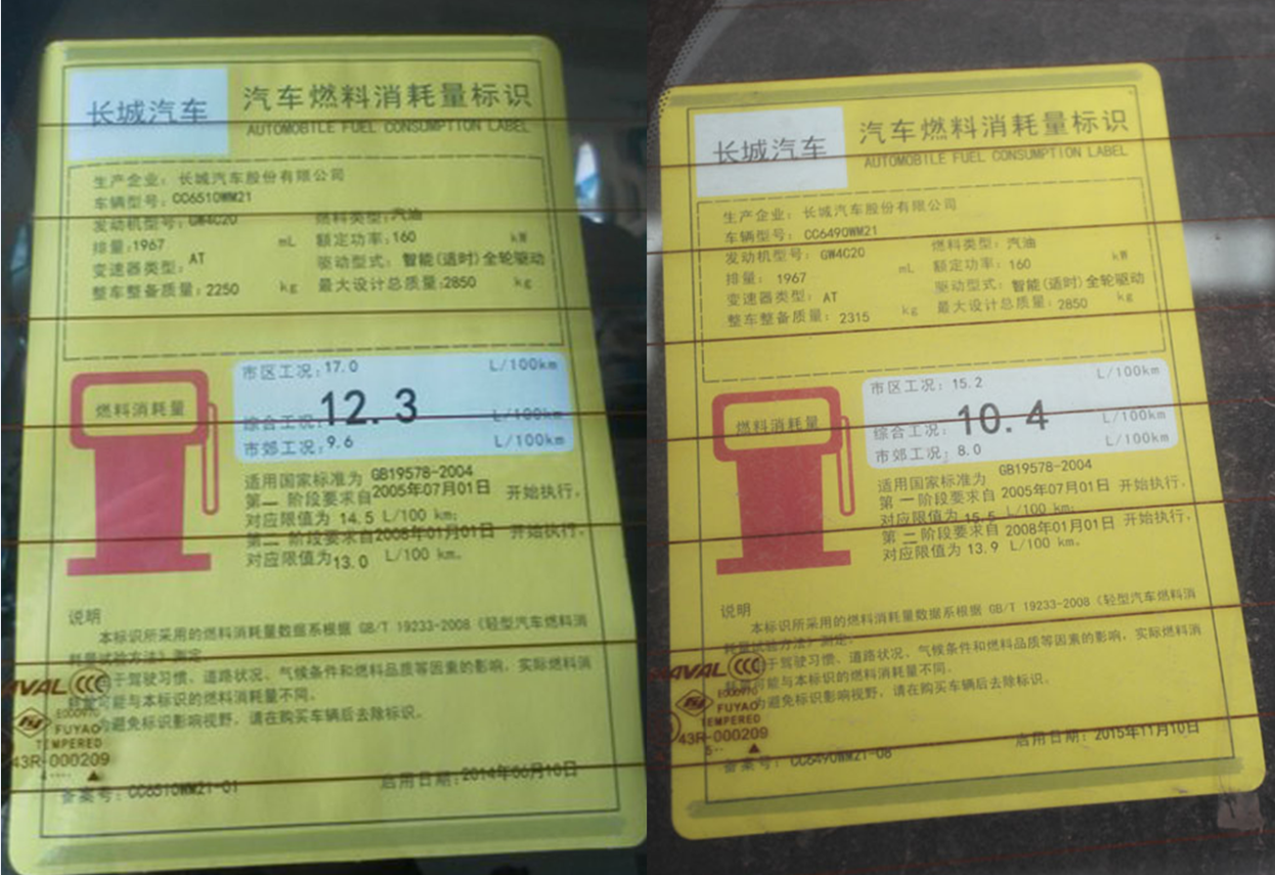 长城汽车
汽车燃料消耗量标识
AUTOMOBILE FUEL CONSUMPTION LABEL
生产企业：长城汽车股份有限公司
车辆型号：CC6510WM21
发动机型号：GW4C20 燃料类型：汽油
排量：1967 mL 额定功率：160 kW
变速器类型：AT 驱动型式：智能(适时)全轮驱动
整车整备质量：2250 kg 最大设计总质量：2850 kg
市区工况：17.0 L/100km
燃料消耗量
综合工况：12.3 L/100km
市郊工况：9.6 L/100km
适用国家标准为 GB19578-2004
第一阶段要求自2005年07月01日 开始执行，
对应限值为 14.5 L/100 km；
第二阶段要求自2008年01月01日 开始执行，
对应限值为13.0 L/100 km。
说明
本标识所采用的燃料消耗量数据系根据 GB/T 19233-2008《轻型汽车燃料消
耗量试验方法》测定。
于驾驶习惯、道路状况、气候条件和燃料品质等因素的影响，实际燃料消
耗量可能与本标识的燃料消耗量不同。
为避免标识影响视野，请在购买车辆后去除标识。
AVAL CCC
E000970
FUYAO
TEMPERED
43R-000209
4····▲
备案号：CC6510WM21-01 启用日期：2014年06月10日
长城汽车
汽车燃料消耗量标识
AUTOMOBILE FUEL CONSUMPTION LABEL
生产企业：长城汽车股份有限公司
车辆型号：CC6490WM21
发动机型号：GW4C20 燃料类型：汽油
排量：1967 mL 额定功率：160 kW
变速器类型：AT 驱动型式：智能(适时)全轮驱动
整车整备质量：2315 kg 最大设计总质量：2850 kg
市区工况：15.2 L/100km
燃料消耗量
综合工况：10.4 L/100km
市郊工况：8.0 L/100km
适用国家标准为 GB19578-2004
第一阶段要求自 2005年07月01日 开始执行，
对应限值为 15.5 L/100 km；
第二阶段要求自 2008年01月01日 开始执行，
对应限值为 13.9 L/100 km。
说明
本标识所采用的燃料消耗量数据系根据 GB/T 19233-2008《轻型汽车燃料消
耗量试验方法》测定。
于驾驶习惯、道路状况、气候条件和燃料品质等因素的影响，实际燃料消
耗量可能与本标识的燃料消耗量不同。
为避免标识影响视野，请在购买车辆后去除标识。
AVAL CCC
E000970
FUYAO
TEMPERED
43R-000209
5··▲
备案号：CC6490WM21-08 启用日期：2015年11月10日